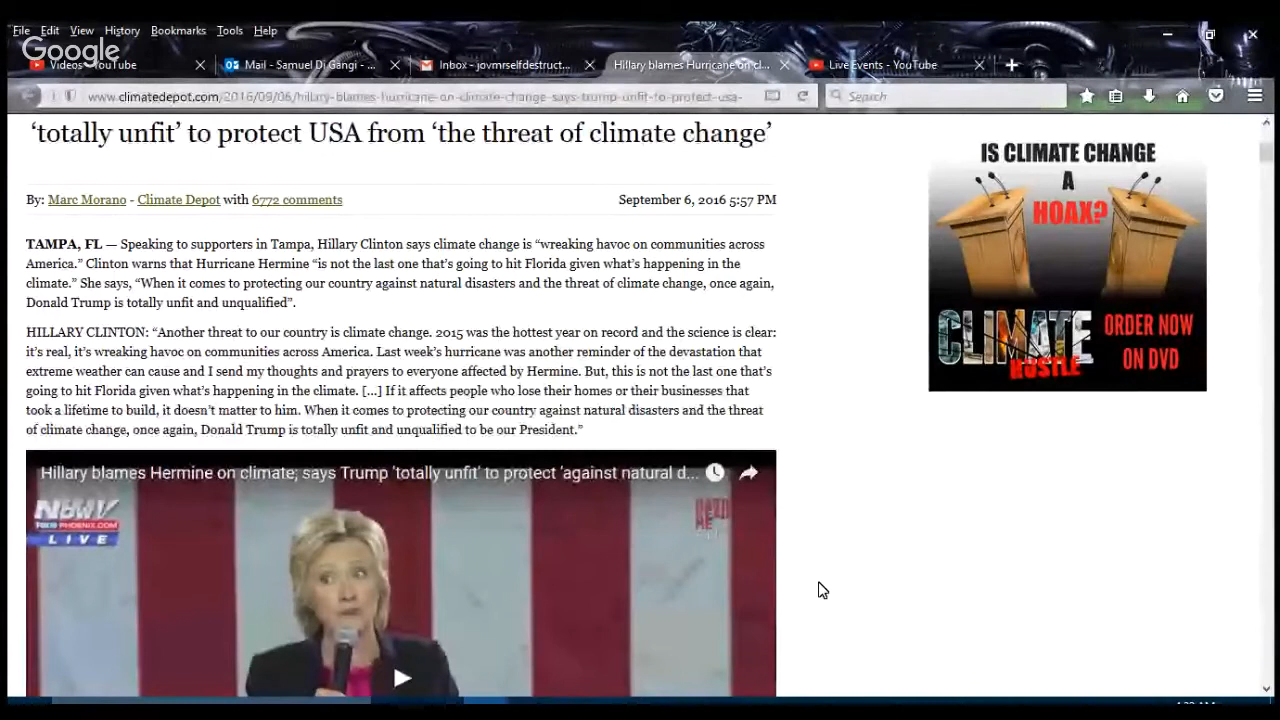 File Edit View History Bookmarks Tools Help
Google
Videos - YouTube
Mail - Samuel Di Gangi - ...
Inbox - jovmrselfdestruct...
Hillary blames Hurricane on cl...
Live Events - YouTube
www.climatedepot.com/2016/09/06/hillary-blames-hurricane-on-climate-change-says-trump-unfit-to-protect-usa-
Search
‘totally unfit’ to protect USA from ‘the threat of climate change’
By: Marc Morano - Climate Depot with 6772 comments
September 6, 2016 5:57 PM
TAMPA, FL — Speaking to supporters in Tampa, Hillary Clinton says climate change is “wreaking havoc on communities across
America.” Clinton warns that Hurricane Hermine “is not the last one that’s going to hit Florida given what’s happening in the
climate.” She says, “When it comes to protecting our country against natural disasters and the threat of climate change, once again,
Donald Trump is totally unfit and unqualified”.
HILLARY CLINTON: “Another threat to our country is climate change. 2015 was the hottest year on record and the science is clear:
it’s real, it’s wreaking havoc on communities across America. Last week’s hurricane was another reminder of the devastation that
extreme weather can cause and I send my thoughts and prayers to everyone affected by Hermine. But, this is not the last one that’s
going to hit Florida given what’s happening in the climate. [...] If it affects people who lose their homes or their businesses that
took a lifetime to build, it doesn’t matter to him. When it comes to protecting our country against natural disasters and the threat
of climate change, once again, Donald Trump is totally unfit and unqualified to be our President.”
Hillary blames Hermine on climate; says Trump 'totally unfit' to protect 'against natural d...
LIVE
IS CLIMATE CHANGE
A
HOAX?
CLIMATE
HUSTLE
ORDER NOW
ON DVD